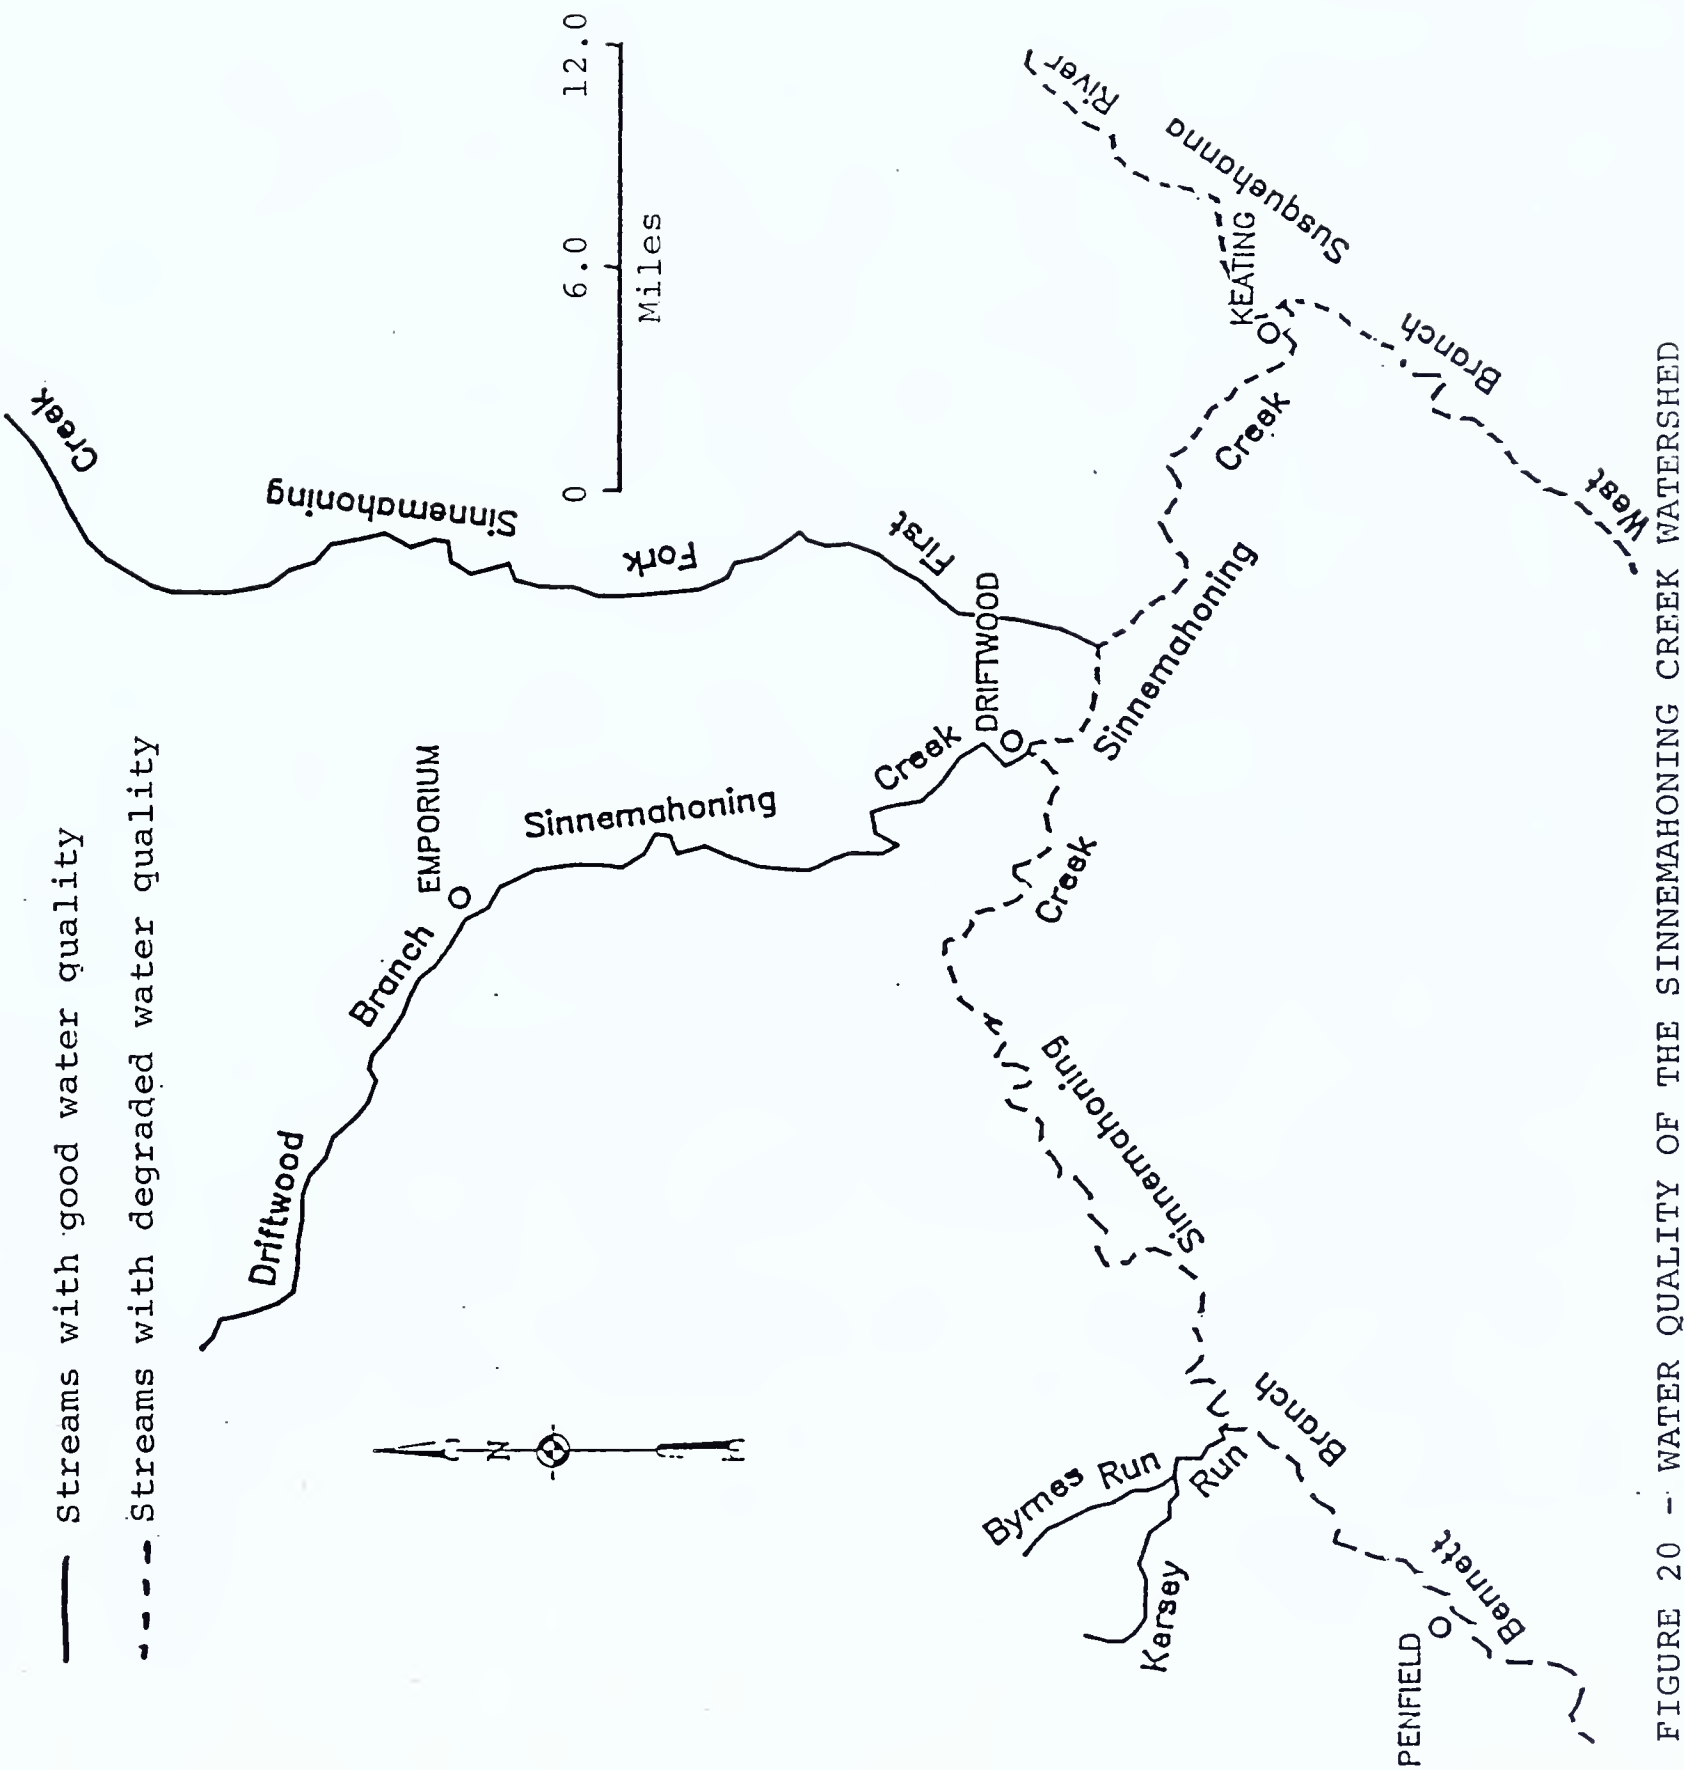 Streams with good water quality
Streams with degraded water quality
Driftwood Branch Sinnemahoning Creek
EMPORIUM
First Fork Sinnemahoning Creek
0 6.0 12.0
Miles
N
DRIFTWOOD
Byrnes Run
Kersey Run
PENFIELD
Bennett Branch Sinnemahoning Creek
Sinnemahoning Creek
KEATING
West Branch Susquehanna River
FIGURE 20 - WATER QUALITY OF THE SINNEMAHONING CREEK WATERSHED